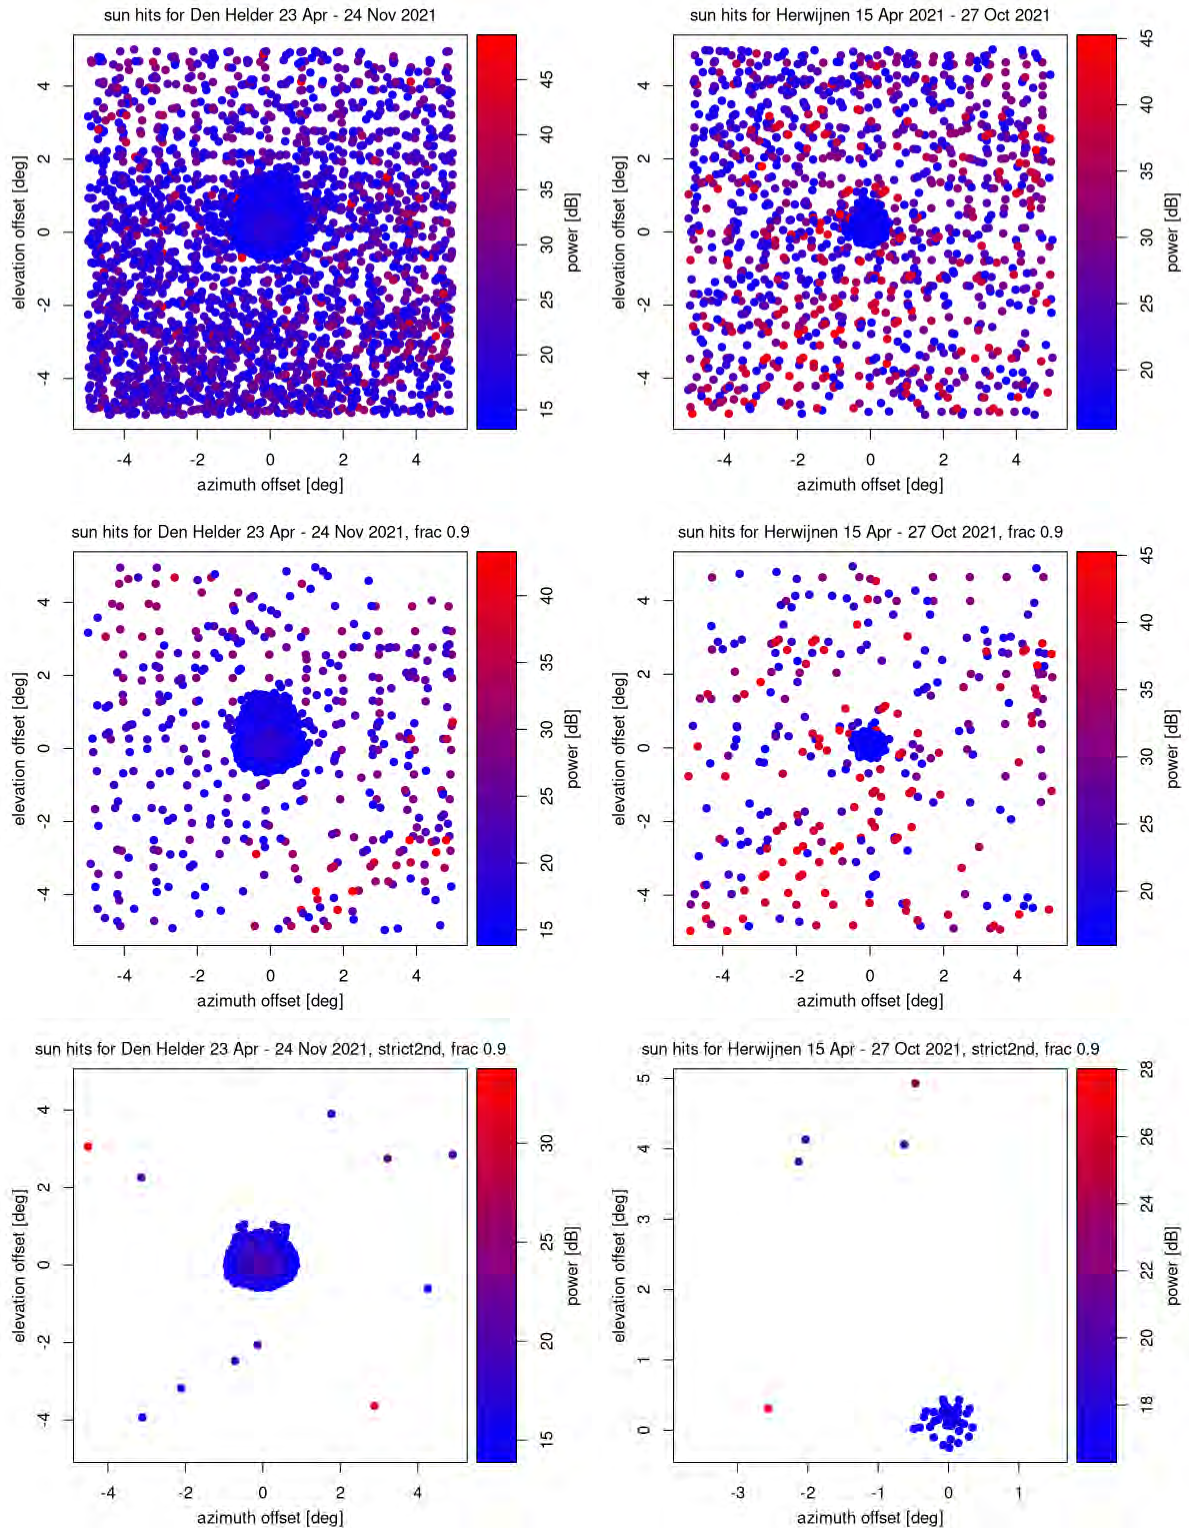 sun hits for Den Helder 23 Apr - 24 Nov 2021
elevation offset [deg]
4
2
0
-2
-4
-4 -2 0 2 4
azimuth offset [deg]
45
40
35
30
25
20
15
power [dB]
sun hits for Herwijnen 15 Apr 2021 - 27 Oct 2021
elevation offset [deg]
4
2
0
-2
-4
-4 -2 0 2 4
azimuth offset [deg]
45
40
35
30
25
20
power [dB]
sun hits for Den Helder 23 Apr - 24 Nov 2021, frac 0.9
elevation offset [deg]
4
2
0
-2
-4
-4 -2 0 2 4
azimuth offset [deg]
40
35
30
25
20
15
power [dB]
sun hits for Herwijnen 15 Apr - 27 Oct 2021, frac 0.9
elevation offset [deg]
4
2
0
-2
-4
-4 -2 0 2 4
azimuth offset [deg]
45
40
35
30
25
20
power [dB]
sun hits for Den Helder 23 Apr - 24 Nov 2021, strict2nd, frac 0.9
elevation offset [deg]
4
2
0
-2
-4
-4 -2 0 2 4
azimuth offset [deg]
30
25
20
15
power [dB]
sun hits for Herwijnen 15 Apr - 27 Oct 2021, strict2nd, frac 0.9
elevation offset [deg]
5
4
3
2
1
0
-3 -2 -1 0 1
azimuth offset [deg]
28
26
24
22
20
18
power [dB]